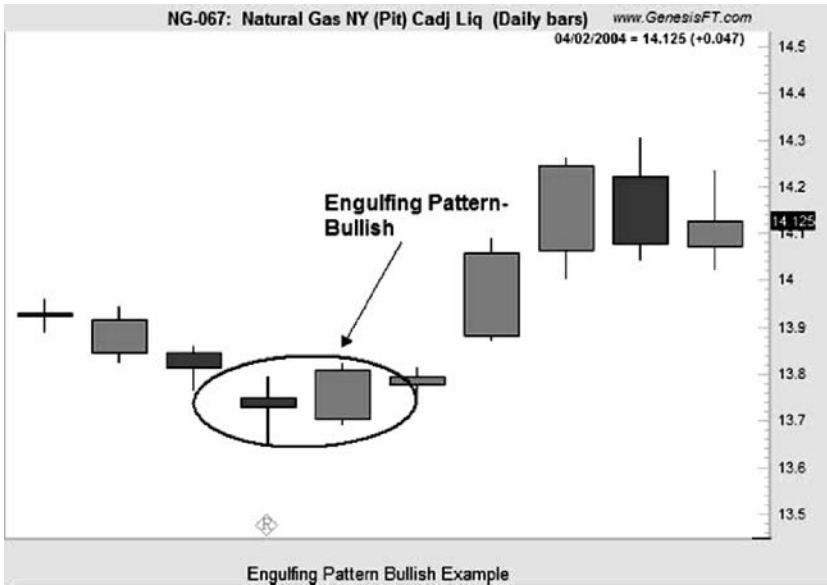 NG-067: Natural Gas NY (Pit) Cadj Liq (Daily bars) www.GenesisFT.com
04/02/2004 = 14.125 (+0.047)
14.5
14.4
14.3
Engulfing Pattern-
Bullish
14.2
14.125
14.1
14
13.9
13.8
13.7
13.6
13.5
R
Engulfing Pattern Bullish Example